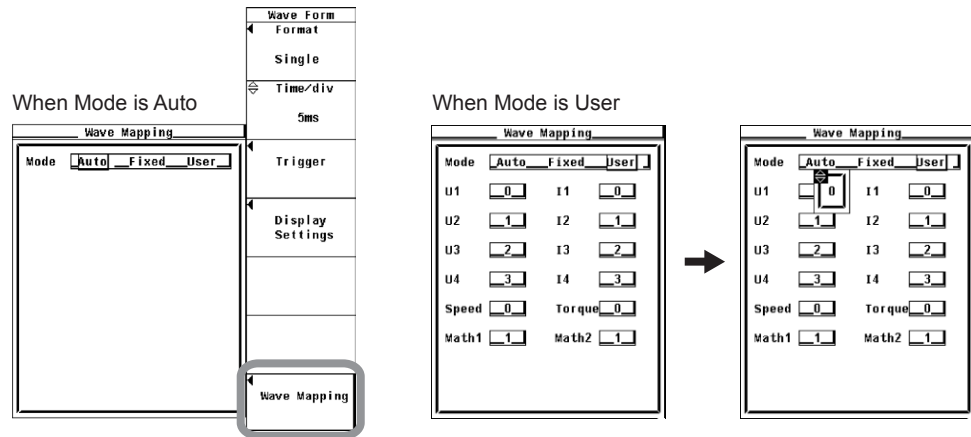 When Mode is Auto
Wave Mapping
Mode Auto Fixed User
Wave Form
Format
Single
Time/div
5ms
Trigger
Display
Settings
Wave Mapping
When Mode is User
Wave Mapping
Mode Auto Fixed User
U1 0 I1 0
U2 1 I2 1
U3 2 I3 2
U4 3 I4 3
Speed 0 Torque 0
Math1 1 Math2 1
Wave Mapping
Mode Auto Fixed User
U1 0 I1 0
U2 1 I2 1
U3 2 I3 2
U4 3 I4 3
Speed 0 Torque 0
Math1 1 Math2 1